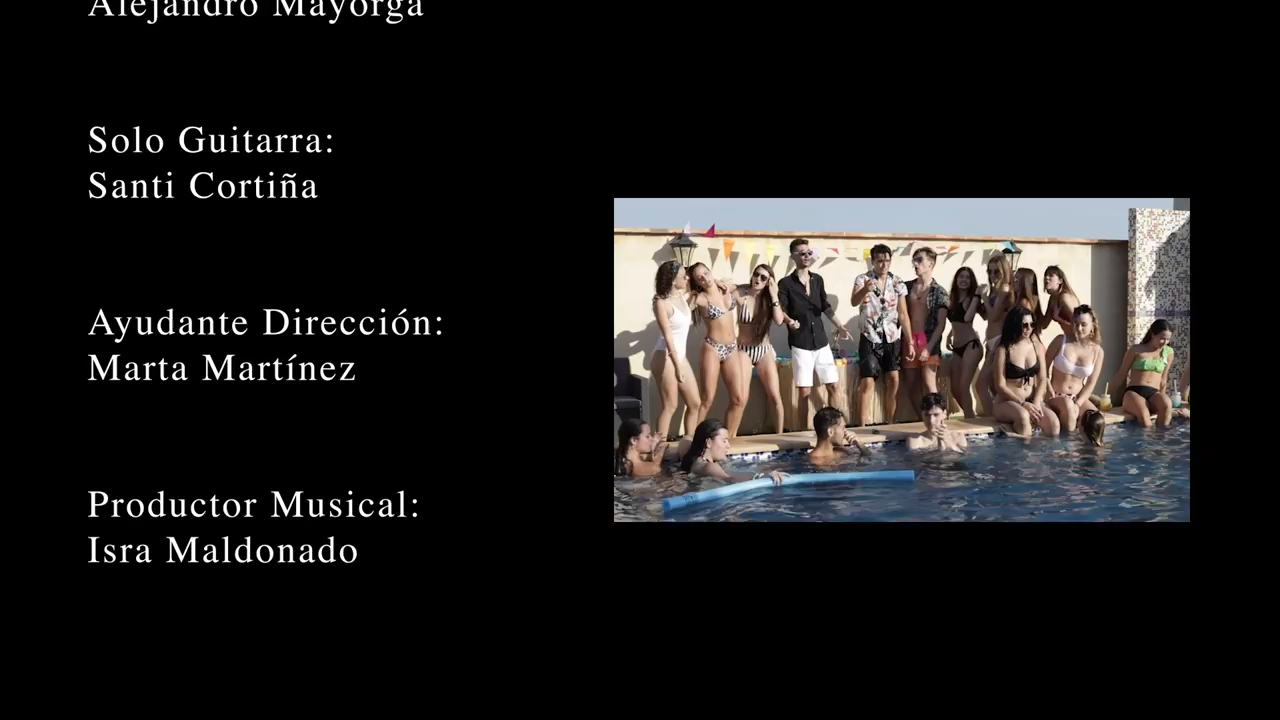 Alejandro Mayorga
Solo Guitarra:
Santi Cortiña
Ayudante Dirección:
Marta Martínez
Productor Musical:
Isra Maldonado